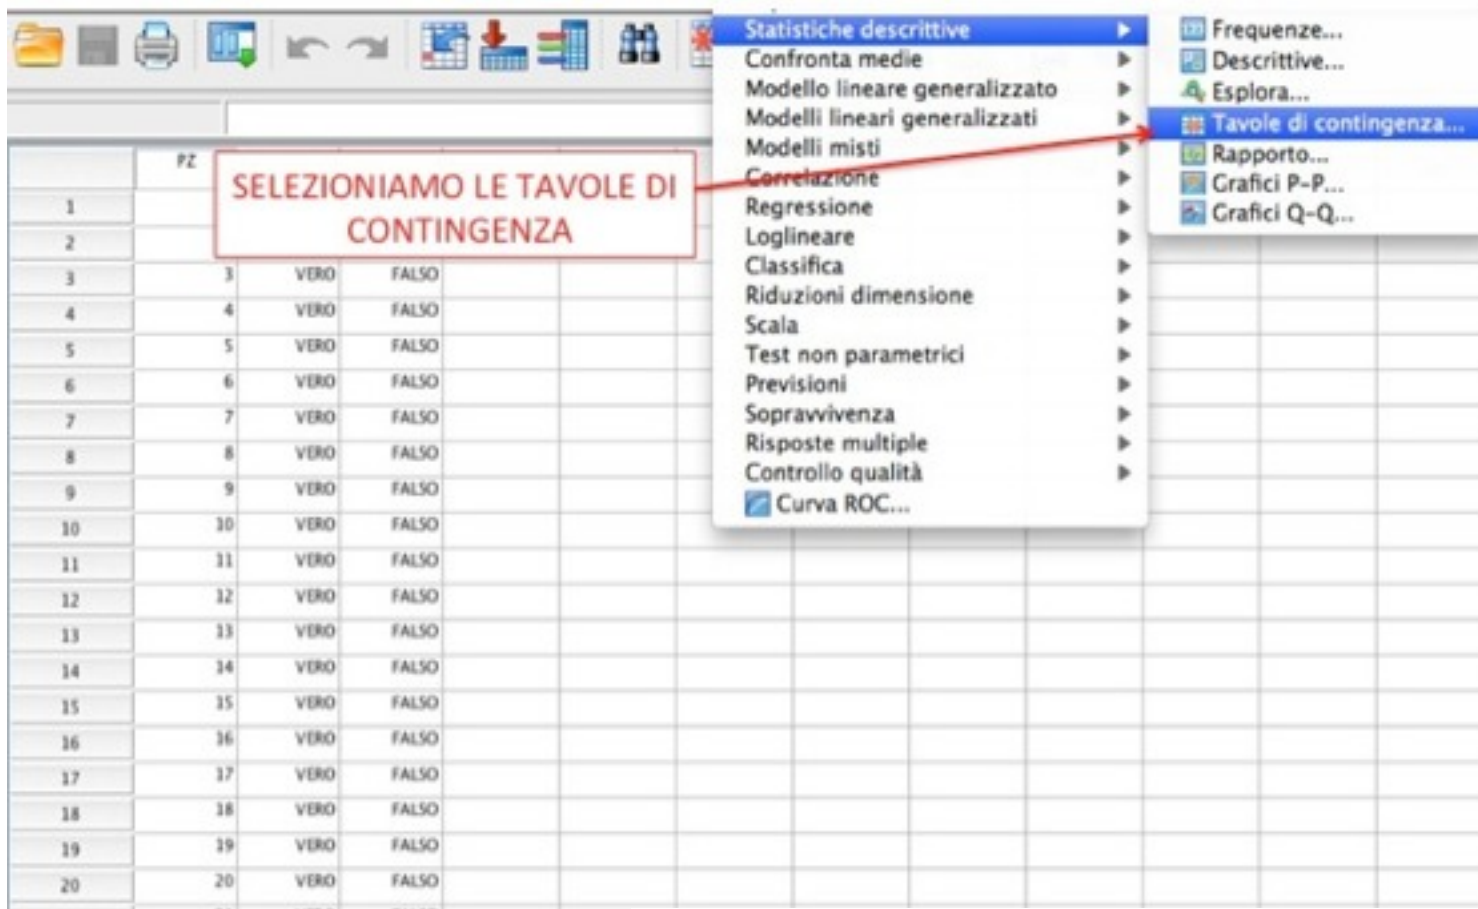 Statistiche descrittive
Confronta medie
Modello lineare generalizzato
Modelli lineari generalizzati
Modelli misti
Correlazione
Regressione
Loglineare
Classifica
Riduzioni dimensione
Scala
Test non parametrici
Previsioni
Sopravvivenza
Risposte multiple
Controllo qualità
Curva ROC...
Frequenze...
Descrittive...
Esplora...
Tavole di contingenza...
Rapporto...
Grafici P-P...
Grafici Q-Q...
SELEZIONIAMO LE TAVOLE DI
CONTINGENZA
PZ
1
2
3 3 VERO FALSO
4 4 VERO FALSO
5 5 VERO FALSO
6 6 VERO FALSO
7 7 VERO FALSO
8 8 VERO FALSO
9 9 VERO FALSO
10 10 VERO FALSO
11 11 VERO FALSO
12 12 VERO FALSO
13 13 VERO FALSO
14 14 VERO FALSO
15 15 VERO FALSO
16 16 VERO FALSO
17 17 VERO FALSO
18 18 VERO FALSO
19 19 VERO FALSO
20 20 VERO FALSO